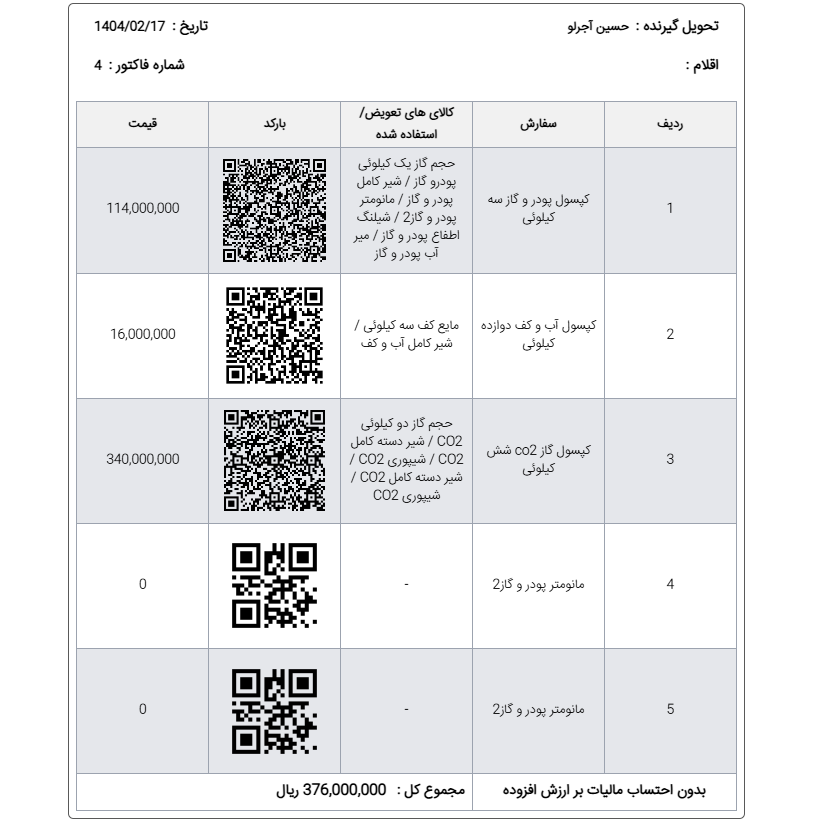 تحویل گیرنده : حسین آجرلو
تاریخ : 1404/02/17
اقلام :
شماره فاکتور : 4
ردیف
سفارش
کالای های تعویض/
استفاده شده
بارکد
قیمت
1
کپسول پودر و گاز سه
کیلوئی
حجم گاز یک کیلوئی
پودرو گاز / شیر کامل
پودر و گاز / مانومتر
پودر و گاز2 / شیلنگ
اطفاع پودر و گاز / میر
آب پودر و گاز
114,000,000
2
کپسول آب و کف دوازده
کیلوئی
مایع کف سه کیلوئی /
شیر کامل آب و کف
16,000,000
3
کپسول گاز co2 شش
کیلوئی
حجم گاز دو کیلوئی
CO2 / شیر دسته کامل
CO2 / شیپوری CO2 /
شیر دسته کامل CO2 /
شیپوری CO2
340,000,000
4
مانومتر پودر و گاز2
-
0
5
مانومتر پودر و گاز2
-
0
بدون احتساب مالیات بر ارزش افزوده
مجموع کل : 376,000,000 ریال